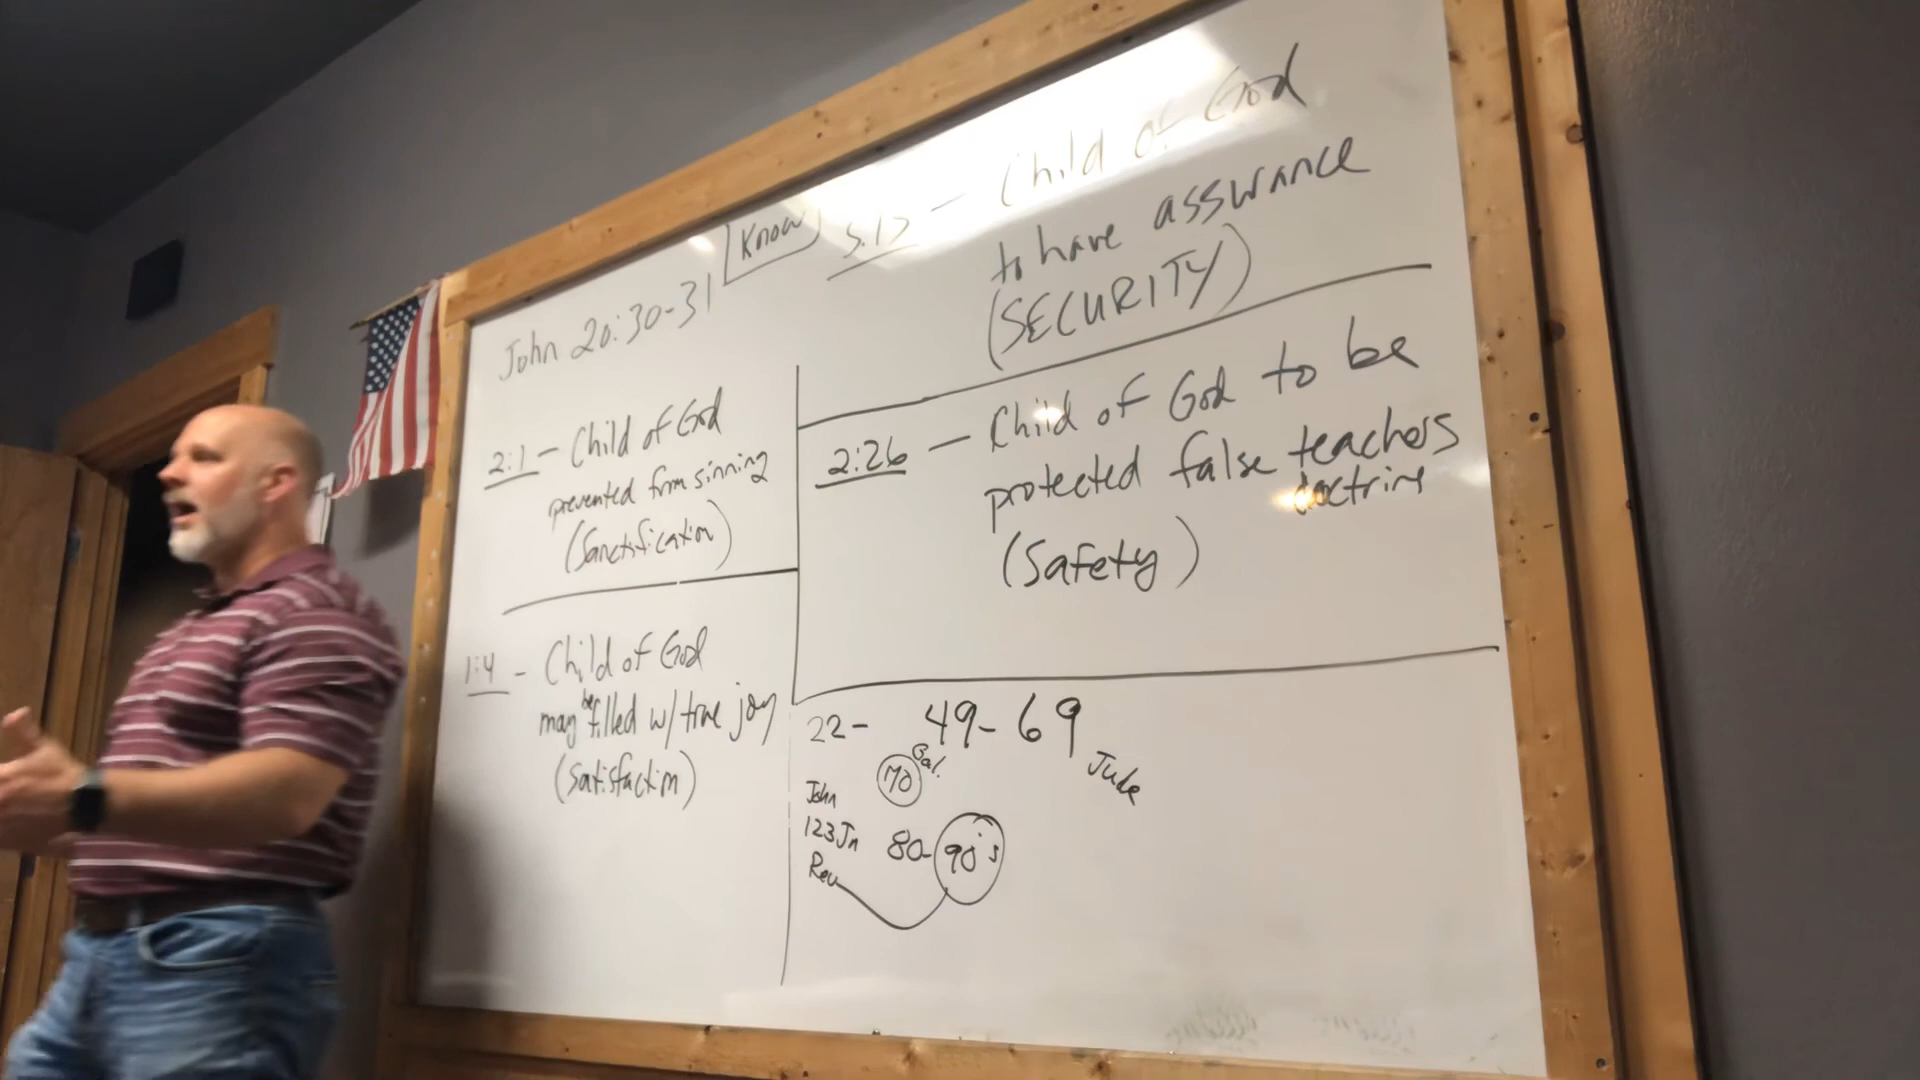 John 20:30-31
Know
5:13 - Child of God
to have assurance
(SECURITY)
2:1 - Child of God
prevented from sinning
(Sanctification)
1:4 - Child of God
may be filled w/ true joy
(Satisfaction)
2:26 - Child of God to be
protected false teachers
doctrine
(Safety)
22- 49-69
Gal. Jude
70
John
123Jn 80-90's
Rev